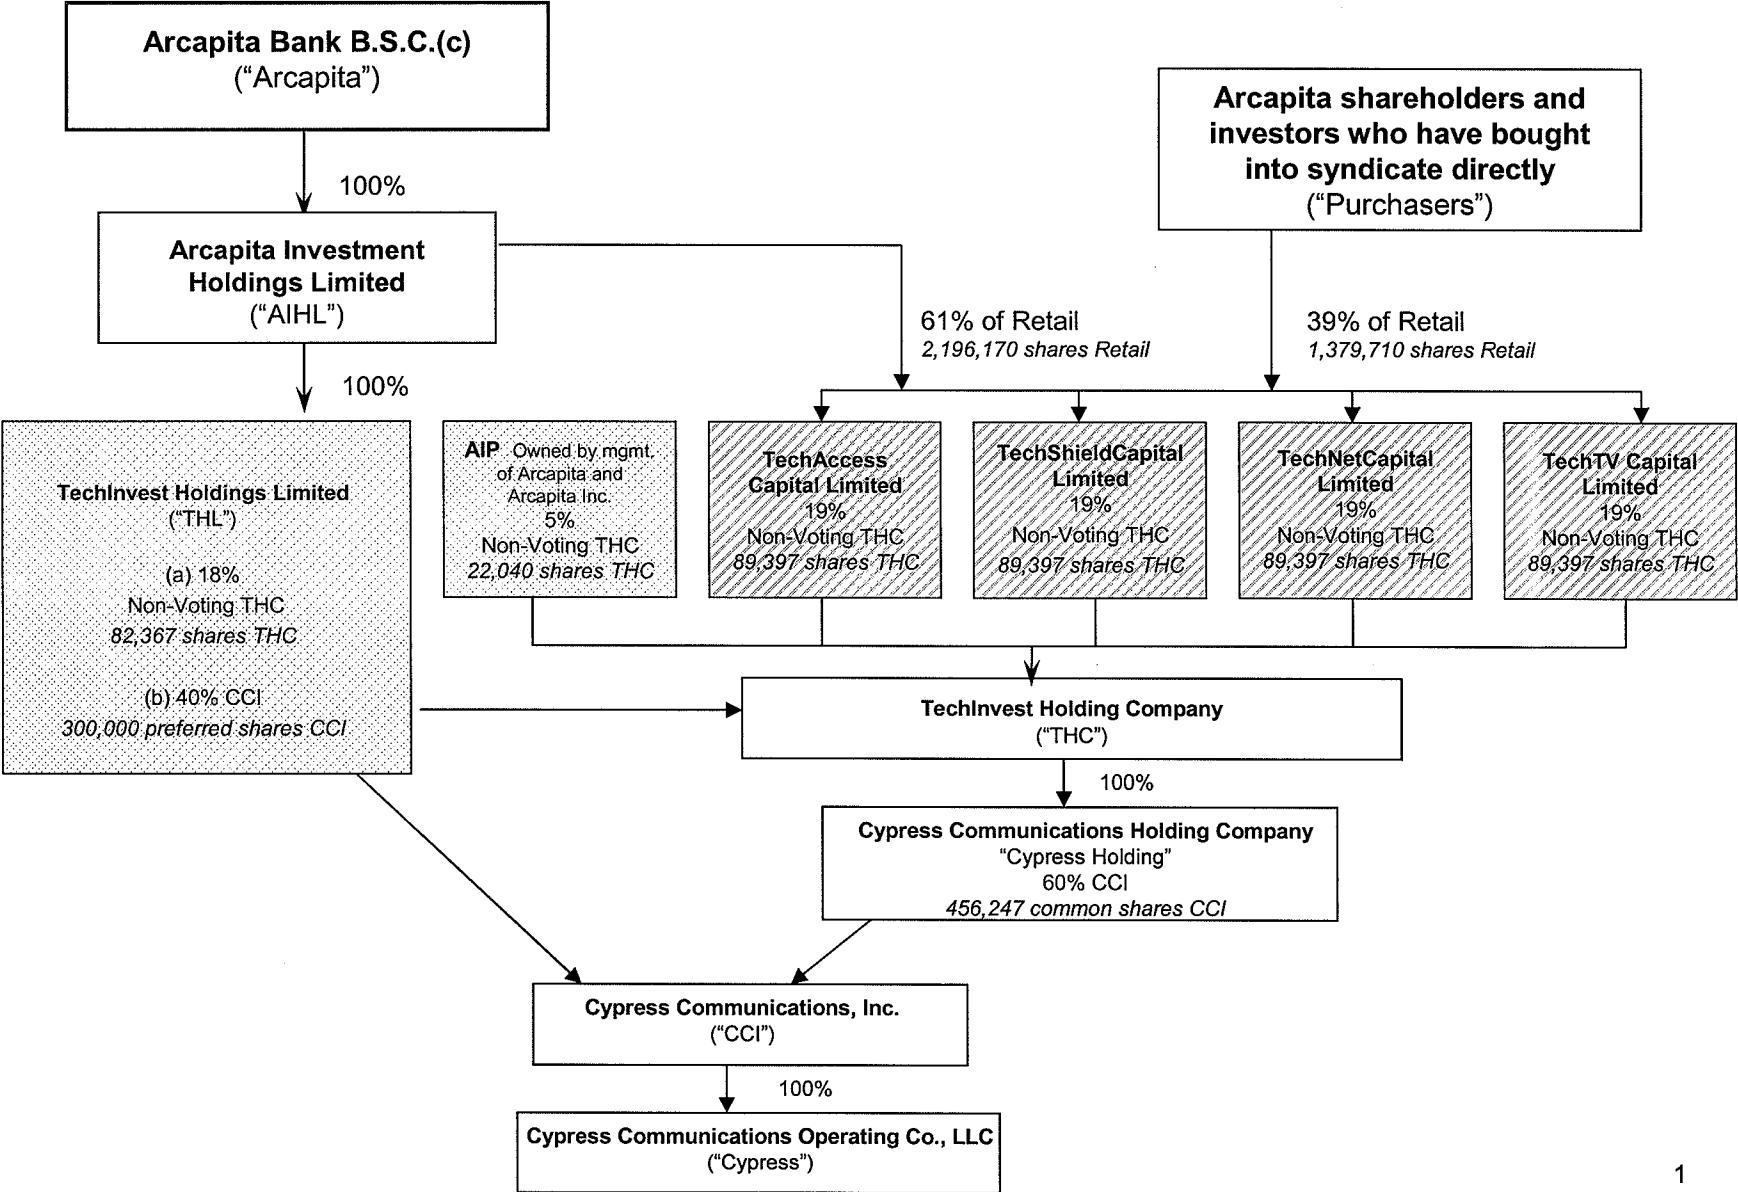 Arcapita Bank B.S.C.(c)
(“Arcapita”)
Arcapita shareholders and
investors who have bought
into syndicate directly
(“Purchasers”)
100%
Arcapita Investment
Holdings Limited
(“AIHL”)
61% of Retail
2,196,170 shares Retail
39% of Retail
1,379,710 shares Retail
100%
TechInvest Holdings Limited
(“THL”)
(a) 18%
Non-Voting THC
82,367 shares THC
(b) 40% CCI
300,000 preferred shares CCI
AIP Owned by mgmt.
of Arcapita and
Arcapita Inc.
5%
Non-Voting THC
22,040 shares THC
TechAccess
Capital Limited
19%
Non-Voting THC
89,397 shares THC
TechShieldCapital
Limited
19%
Non-Voting THC
89,397 shares THC
TechNetCapital
Limited
19%
Non-Voting THC
89,397 shares THC
TechTV Capital
Limited
19%
Non-Voting THC
89,397 shares THC
TechInvest Holding Company
(“THC”)
100%
Cypress Communications Holding Company
“Cypress Holding”
60% CCI
456,247 common shares CCI
Cypress Communications, Inc.
(“CCI”)
100%
Cypress Communications Operating Co., LLC
(“Cypress”)
1